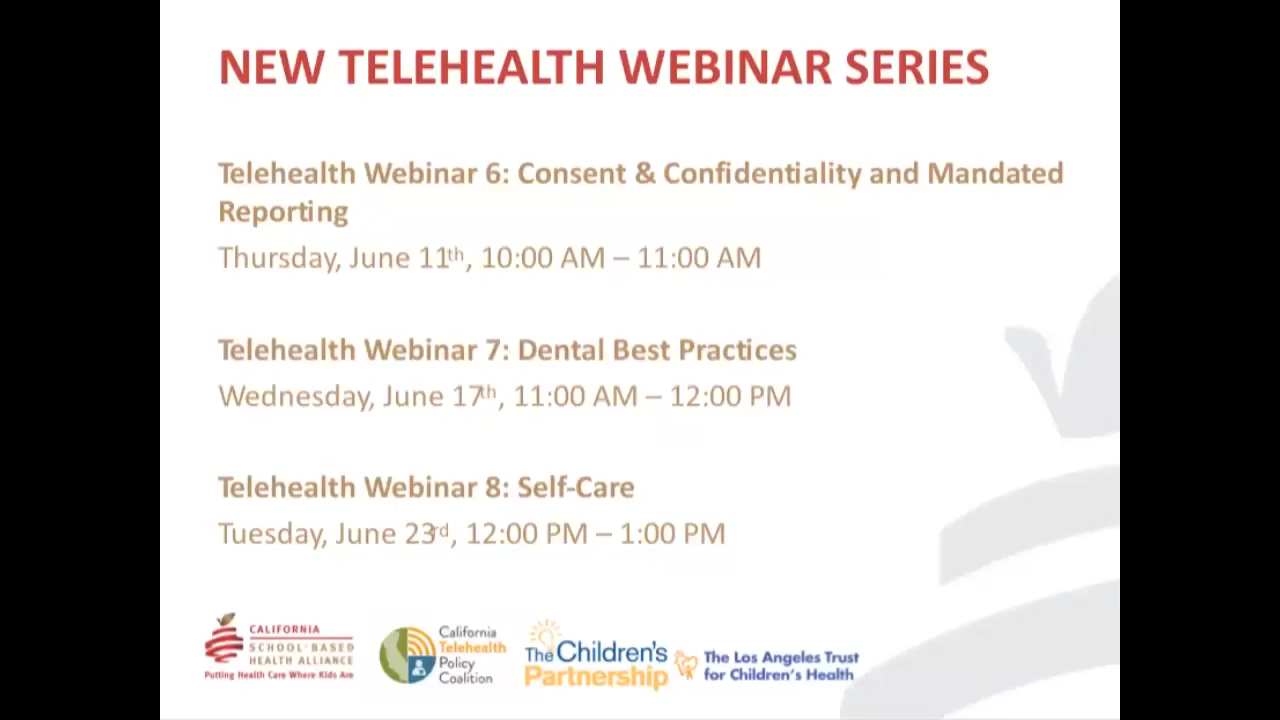 NEW TELEHEALTH WEBINAR SERIES
Telehealth Webinar 6: Consent & Confidentiality and Mandated
Reporting
Thursday, June 11th, 10:00 AM – 11:00 AM
Telehealth Webinar 7: Dental Best Practices
Wednesday, June 17th, 11:00 AM – 12:00 PM
Telehealth Webinar 8: Self-Care
Tuesday, June 23rd, 12:00 PM – 1:00 PM
CALIFORNIA
SCHOOL-BASED
HEALTH ALLIANCE
Putting Health Care Where Kids Are
California
Telehealth
Policy
Coalition
The Children's
Partnership
The Los Angeles Trust
for Children's Health